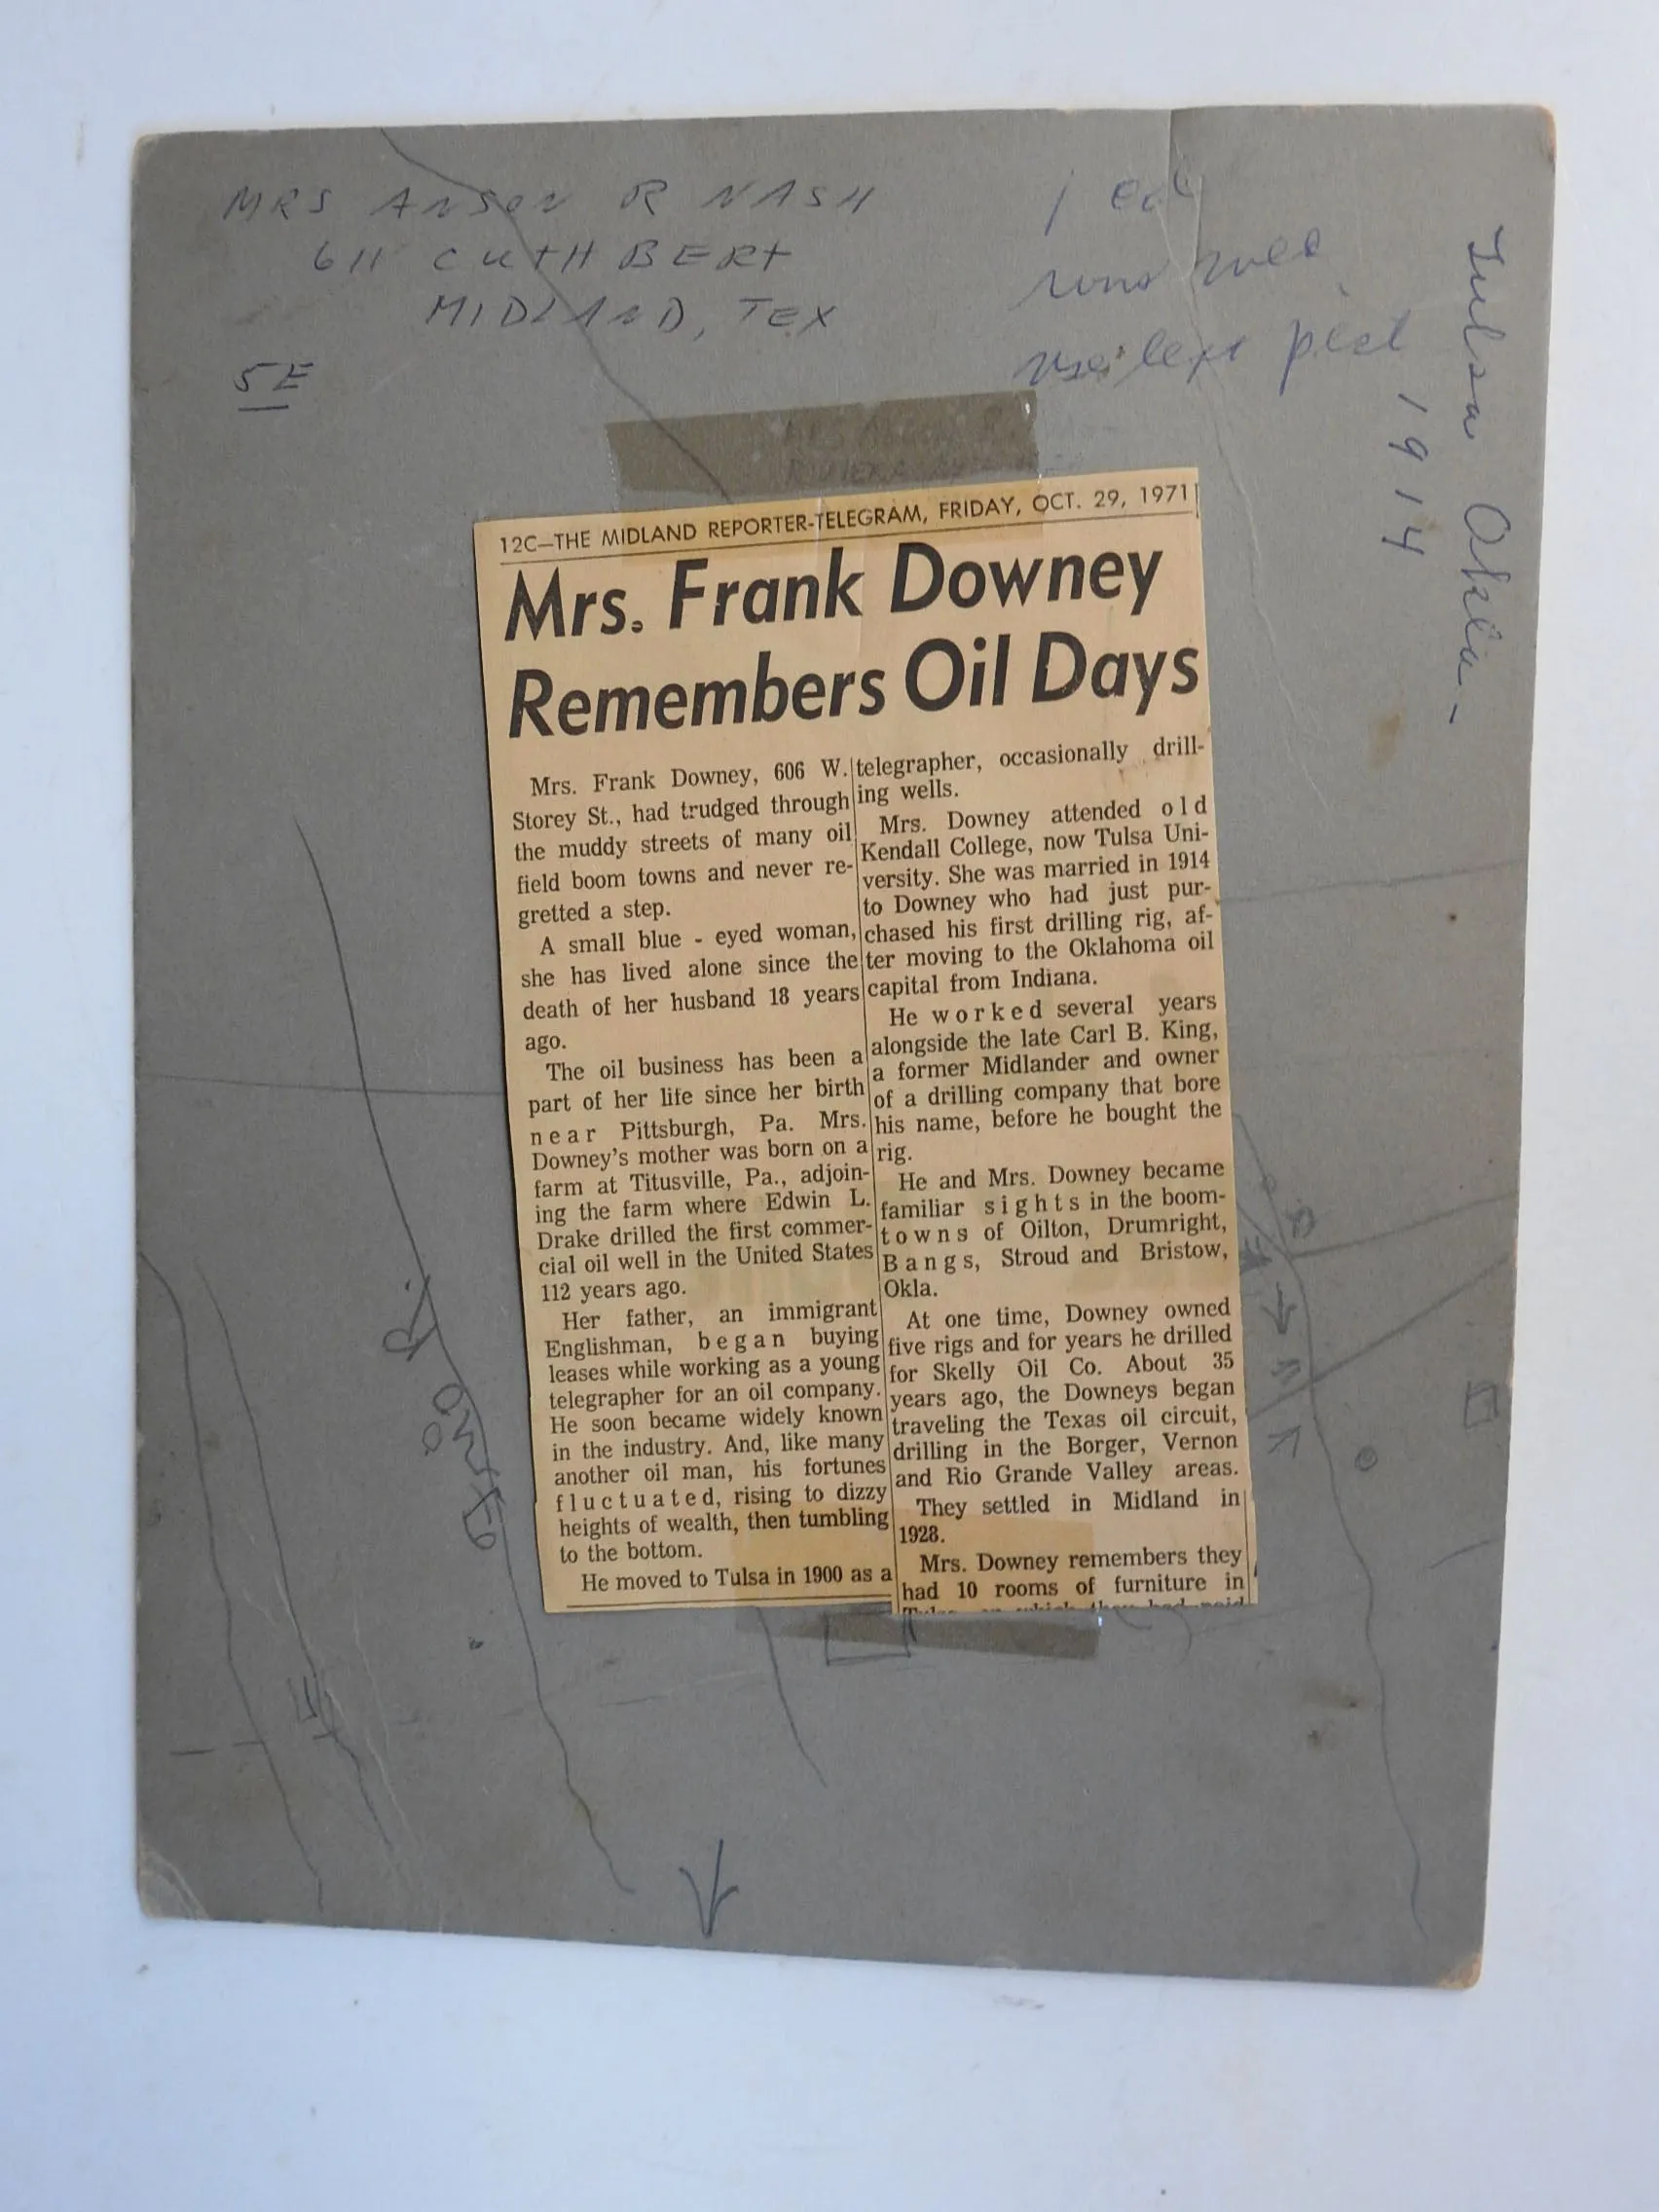 MRS ANSON R NASH
611 CUTHBERT
MIDLAND, TEX
5E
Tulsa Okla-
1914
12C—THE MIDLAND REPORTER-TELEGRAM, FRIDAY, OCT. 29, 1971
Mrs. Frank Downey
Remembers Oil Days
Mrs. Frank Downey, 606 W.
Storey St., had trudged through
the muddy streets of many oil
field boom towns and never re-
gretted a step.
A small blue - eyed woman,
she has lived alone since the
death of her husband 18 years
ago.
The oil business has been a
part of her life since her birth
near Pittsburgh, Pa. Mrs.
Downey's mother was born on a
farm at Titusville, Pa., adjoin-
ing the farm where Edwin L.
Drake drilled the first commer-
cial oil well in the United States
112 years ago.
Her father, an immigrant
Englishman, began buying
leases while working as a young
telegrapher for an oil company.
He soon became widely known
in the industry. And, like many
another oil man, his fortunes
fluctuated, rising to dizzy
heights of wealth, then tumbling
to the bottom.
He moved to Tulsa in 1900 as a
telegrapher, occasionally drill-
ing wells.
Mrs. Downey attended old
Kendall College, now Tulsa Uni-
versity. She was married in 1914
to Downey who had just pur-
chased his first drilling rig, af-
ter moving to the Oklahoma oil
capital from Indiana.
He worked several years
alongside the late Carl B. King,
a former Midlander and owner
of a drilling company that bore
his name, before he bought the
rig.
He and Mrs. Downey became
familiar sights in the boom-
towns of Oilton, Drumright,
Bangs, Stroud and Bristow,
Okla.
At one time, Downey owned
five rigs and for years he drilled
for Skelly Oil Co. About 35
years ago, the Downeys began
traveling the Texas oil circuit,
drilling in the Borger, Vernon
and Rio Grande Valley areas.
They settled in Midland in
1928.
Mrs. Downey remembers they
had 10 rooms of furniture in